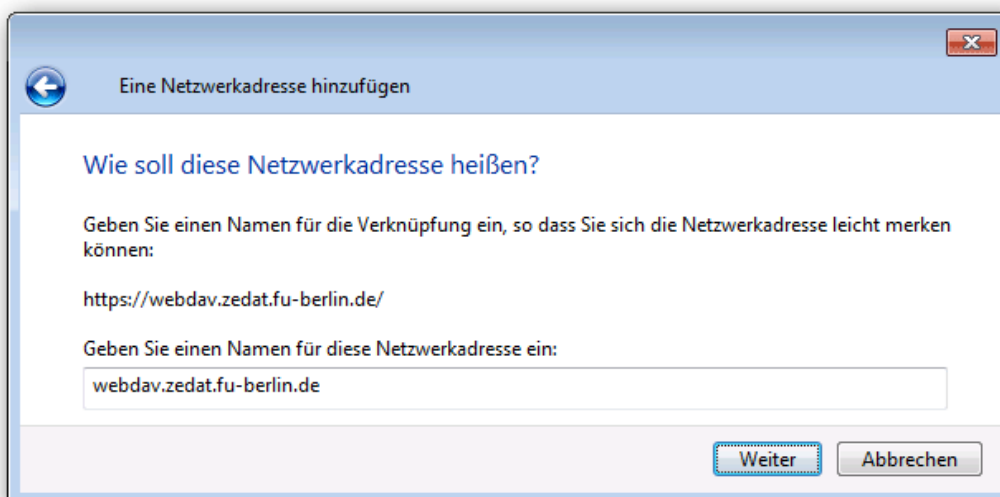 Eine Netzwerkadresse hinzufügen
Wie soll diese Netzwerkadresse heißen?
Geben Sie einen Namen für die Verknüpfung ein, so dass Sie sich die Netzwerkadresse leicht merken
können:
https://webdav.zedat.fu-berlin.de/
Geben Sie einen Namen für diese Netzwerkadresse ein:
webdav.zedat.fu-berlin.de
Weiter
Abbrechen